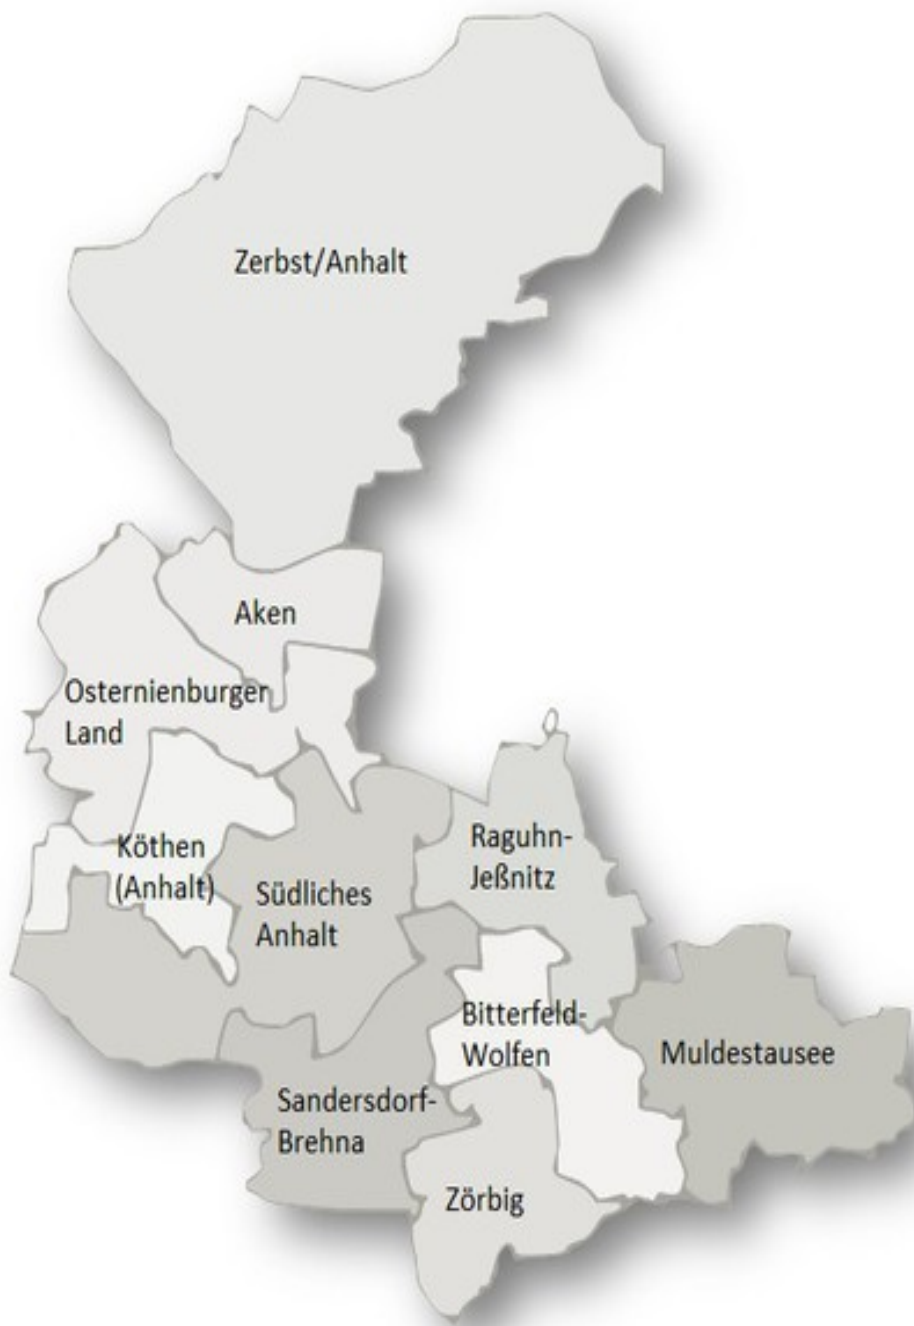 Zerbst/Anhalt
Aken
Osternienburger
Land
Köthen
(Anhalt)
Südliches
Anhalt
Raguhn-
Jeßnitz
Bitterfeld-
Wolfen
Muldestausee
Sandersdorf-
Brehna
Zörbig